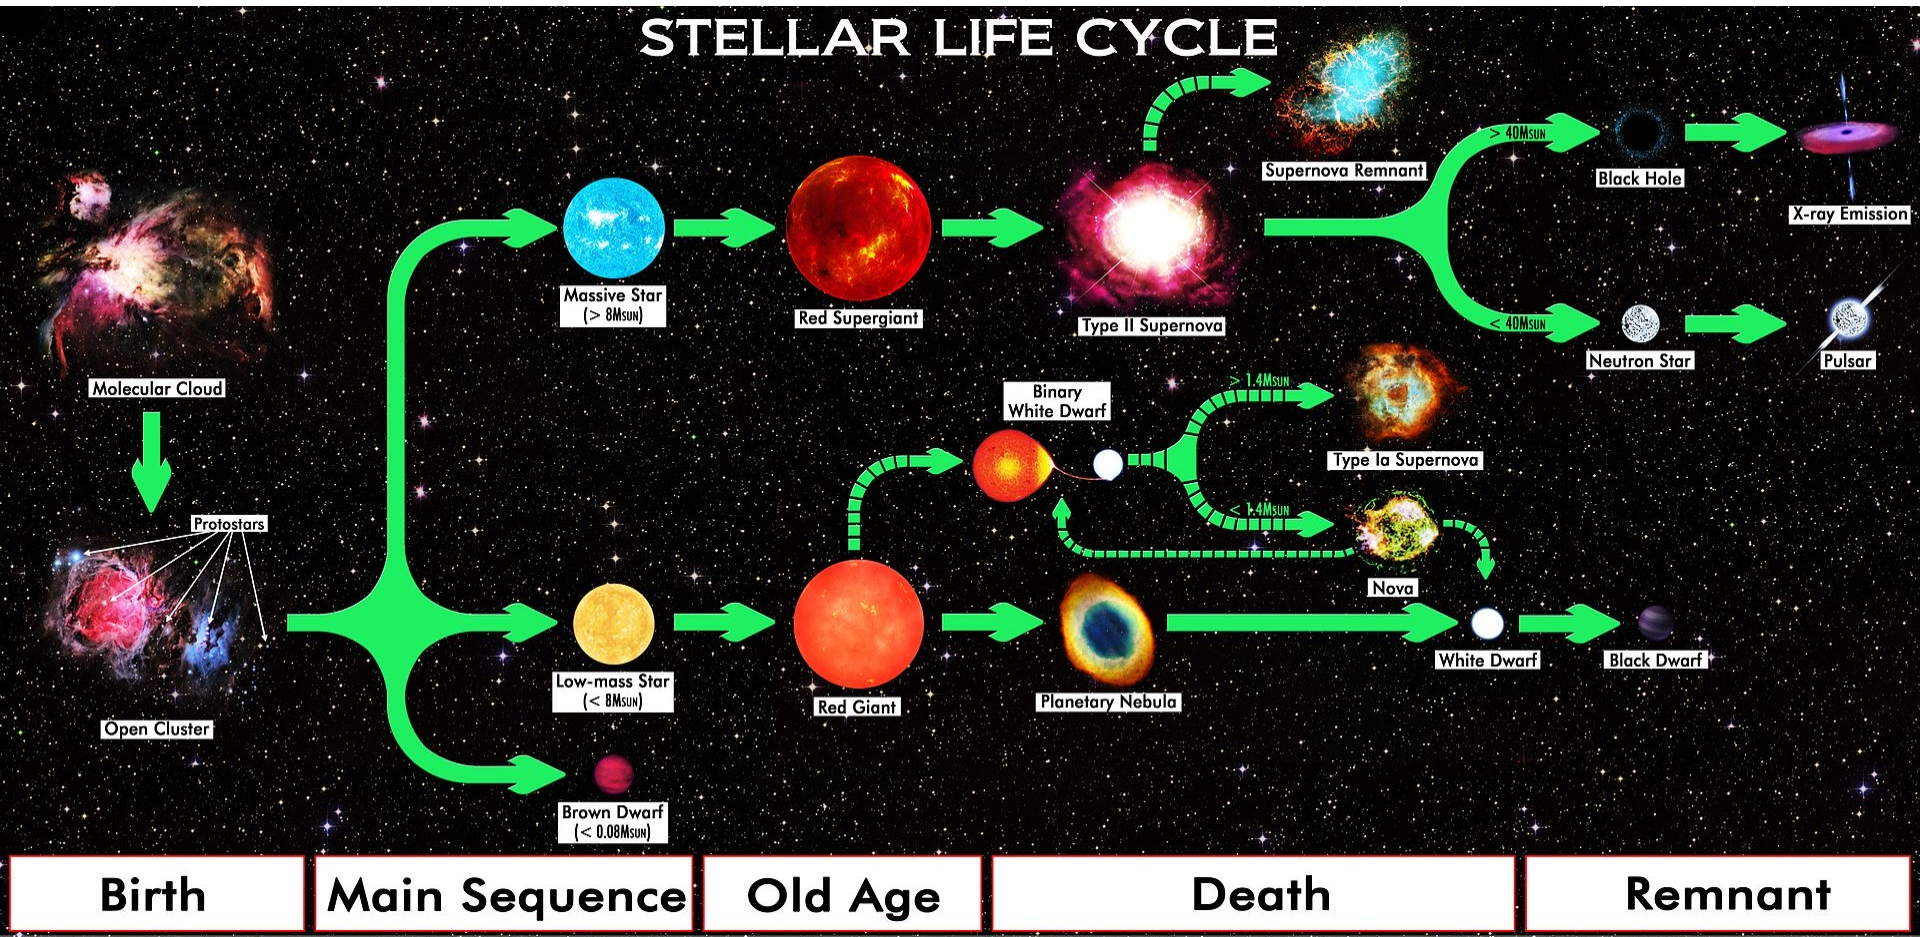 STELLAR LIFE CYCLE
Molecular Cloud
Protostars
Open Cluster
Massive Star
(> 8MSUN)
Low-mass Star
(< 8MSUN)
Brown Dwarf
(< 0.08MSUN)
Red Supergiant
Red Giant
Type II Supernova
Supernova Remnant
> 40MSUN
< 40MSUN
Black Hole
X-ray Emission
Neutron Star
Pulsar
Binary
White Dwarf
> 1.4MSUN
< 1.4MSUN
Type Ia Supernova
Nova
Planetary Nebula
White Dwarf
Black Dwarf
Birth
Main Sequence
Old Age
Death
Remnant